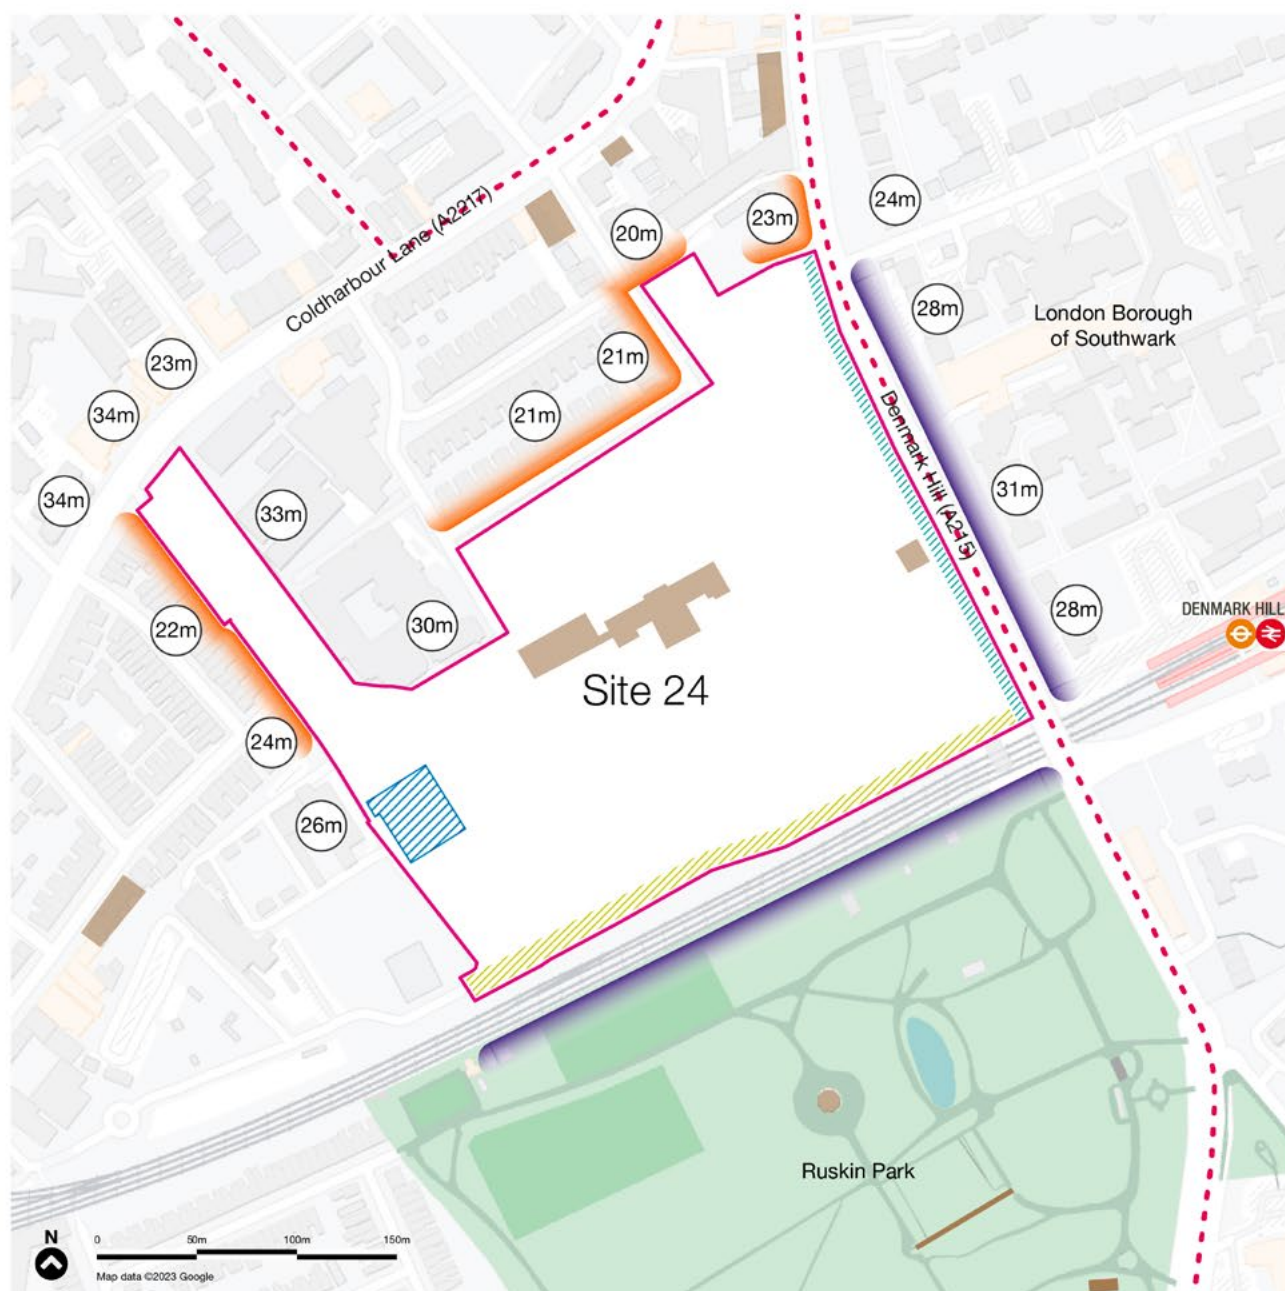 24m
23m
20m
Coldharbour Lane (A2217)
28m
London Borough
of Southwark
21m
23m
21m
34m
Denmark Hill (A215)
31m
34m
33m
DENMARK HILL
28m
30m
22m
Site 24
24m
26m
Ruskin Park
N
0 50m 100m 150m
Map data ©2023 Google